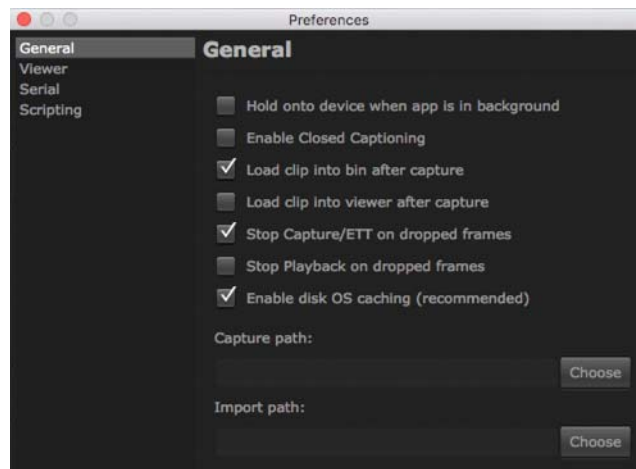 Preferences
General
Viewer
Serial
Scripting
General
Hold onto device when app is in background
Enable Closed Captioning
Load clip into bin after capture
Load clip into viewer after capture
Stop Capture/ETT on dropped frames
Stop Playback on dropped frames
Enable disk OS caching (recommended)
Capture path:
Choose
Import path:
Choose